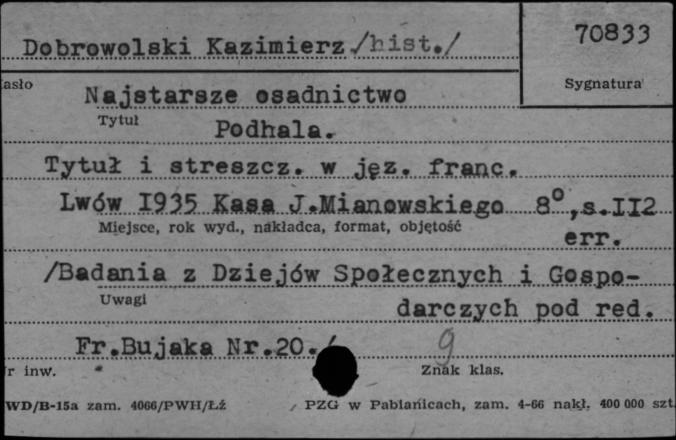 70833
Dobrowolski Kazimierz /hist./
asło
Sygnatura
Najstarsze osadnictwo
Tytuł
Podhala.
Tytuł i streszcz. w jęz. franc.
Lwów I935 Kasa J.Mianowskiego 8°,s.II2
Miejsce, rok wyd., nakładca, format, objętość
err.
/Badania z Dziejów Społecznych i Gospo-
Uwagi
darczych pod red.
Fr.Bujaka Nr.20./
9
r inw.
Znak klas.
WD/B-15a zam. 4066/PWH/Łź
PZG w Pabianicach, zam. 4-66 nakł. 400 000 szt.